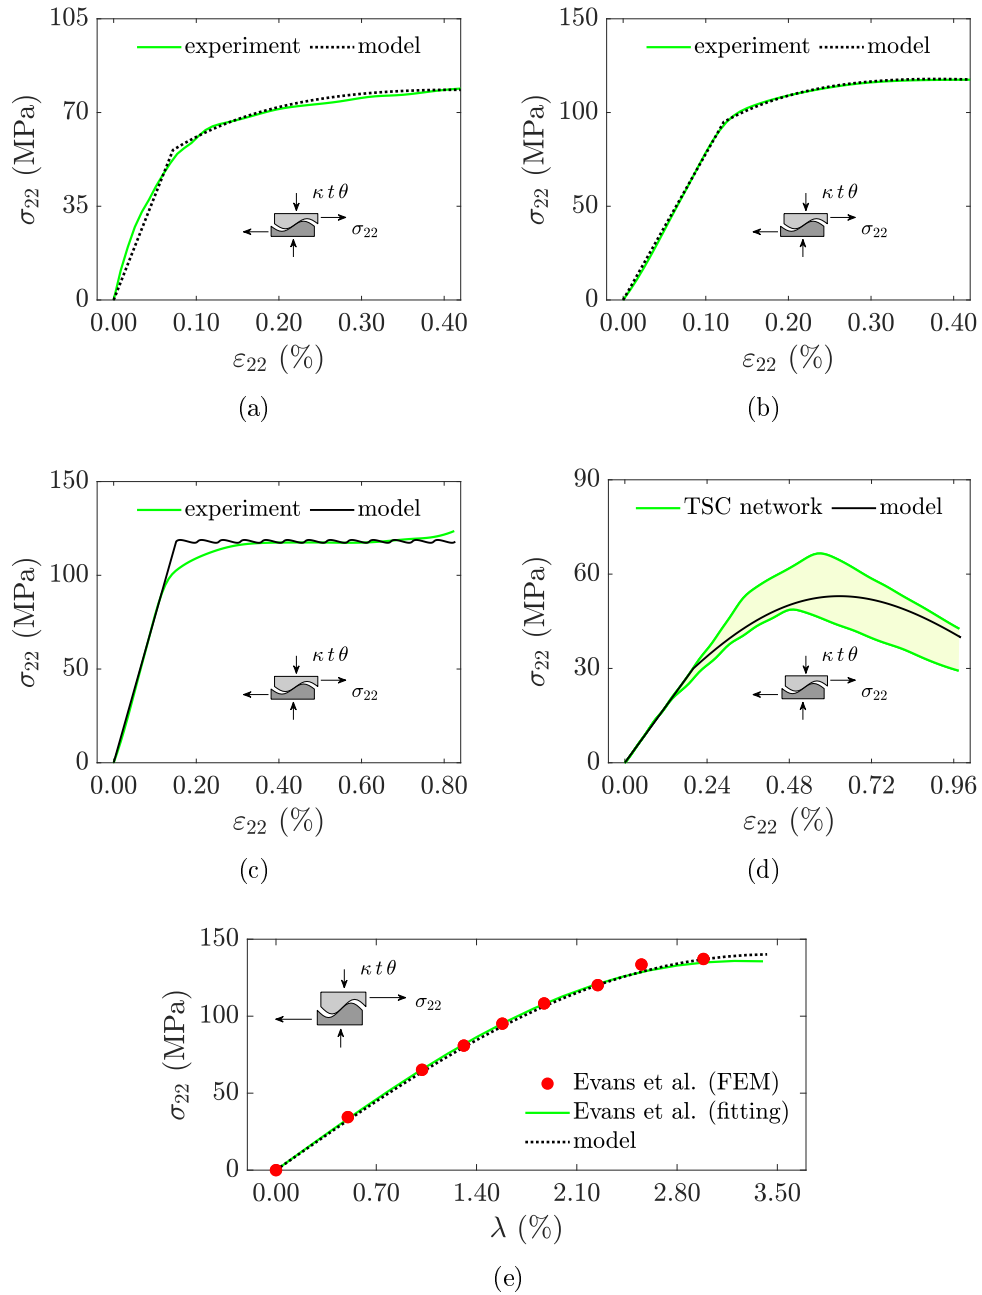 105
70
35
0
σ22 (MPa)
experiment model
κ t θ
σ22
0.00 0.10 0.20 0.30 0.40
ε22 (%)
(a)
150
100
50
0
σ22 (MPa)
experiment model
κ t θ
σ22
0.00 0.10 0.20 0.30 0.40
ε22 (%)
(b)
150
100
50
0
σ22 (MPa)
experiment model
κ t θ
σ22
0.00 0.20 0.40 0.60 0.80
ε22 (%)
(c)
90
60
30
0
σ22 (MPa)
TSC network model
κ t θ
σ22
0.00 0.24 0.48 0.72 0.96
ε22 (%)
(d)
150
100
50
0
σ22 (MPa)
κ t θ
σ22
Evans et al. (FEM)
Evans et al. (fitting)
model
0.00 0.70 1.40 2.10 2.80 3.50
λ (%)
(e)